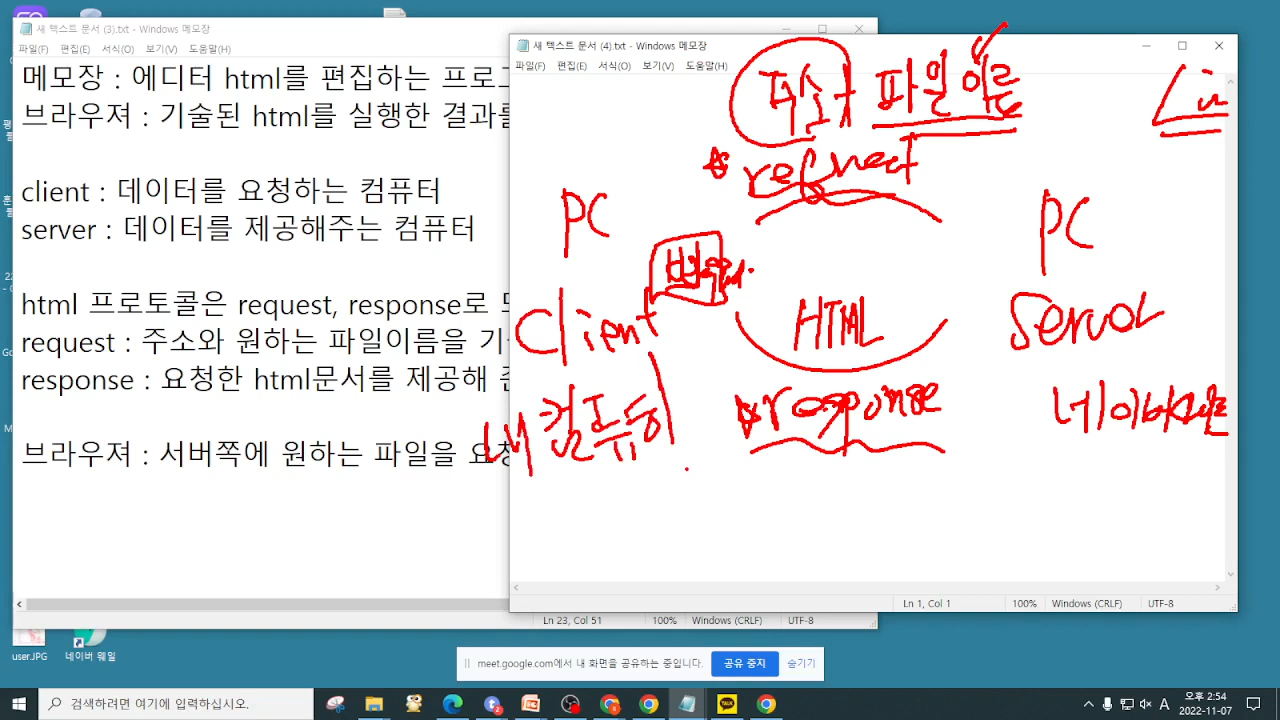 새 텍스트 문서 (3).txt - Windows 메모장
파일(F) 편집(E) 서식(O) 보기(V) 도움말(H)
메모장 : 에디터 html를 편집하는 프로
브라우져 : 기술된 html를 실행한 결과를
client : 데이터를 요청하는 컴퓨터
server : 데이터를 제공해주는 컴퓨터
html 프로토콜은 request, response로
request : 주소와 원하는 파일이름을
response : 요청한 html문서를 제공해
브라우져 : 서버쪽에 원하는 파일을
Ln 23, Col 51 100% Windows (CRLF) UTF-8
새 텍스트 문서 (4).txt - Windows 메모장
파일(F) 편집(E) 서식(O) 보기(V) 도움말(H)
주소 파일이름
PC
PC
Client
HTML
response
내컴퓨터
Ln 1, Col 1 100% Windows (CRLF) UTF-8
user.JPG
네이버 웨일
meet.google.com에서 내 화면을 공유하는 중입니다. 공유 중지 숨기기
검색하려면 여기에 입력하십시오.
TALK
A
오후 2:54
2022-11-07